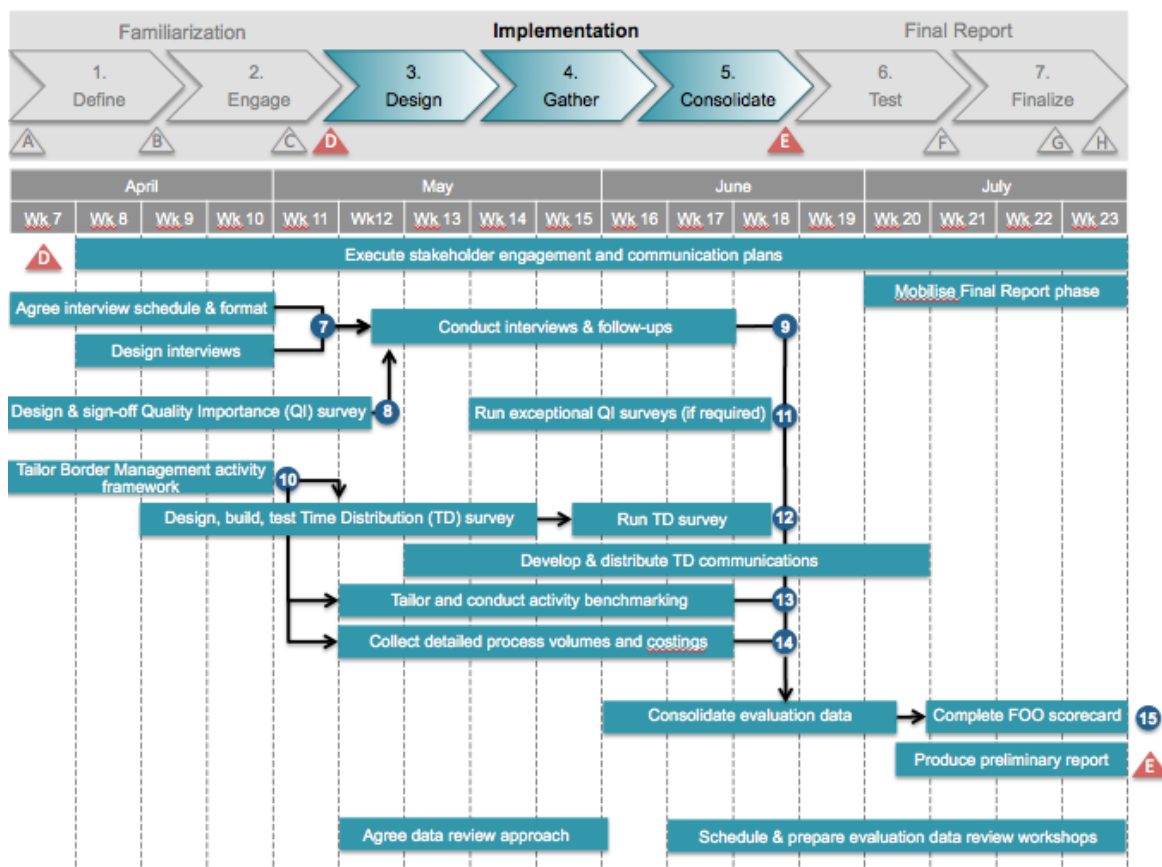 Familiarization
Implementation
Final Report
1.
Define
2.
Engage
3.
Design
4.
Gather
5.
Consolidate
6.
Test
7.
Finalize
A
B
C
D
E
F
G
H
April
May
June
July
Wk 7
Wk 8
Wk 9
Wk 10
Wk 11
Wk12
Wk 13
Wk 14
Wk 15
Wk 16
Wk 17
Wk 18
Wk 19
Wk 20
Wk 21
Wk 22
Wk 23
D
Execute stakeholder engagement and communication plans
Mobilise Final Report phase
Agree interview schedule & format
7
Conduct interviews & follow-ups
9
Design interviews
Design & sign-off Quality Importance (QI) survey
8
Run exceptional QI surveys (if required)
11
Tailor Border Management activity
framework
10
Design, build, test Time Distribution (TD) survey
Run TD survey
12
Develop & distribute TD communications
Tailor and conduct activity benchmarking
13
Collect detailed process volumes and costings
14
Consolidate evaluation data
Complete FOO scorecard
15
Produce preliminary report
E
Agree data review approach
Schedule & prepare evaluation data review workshops